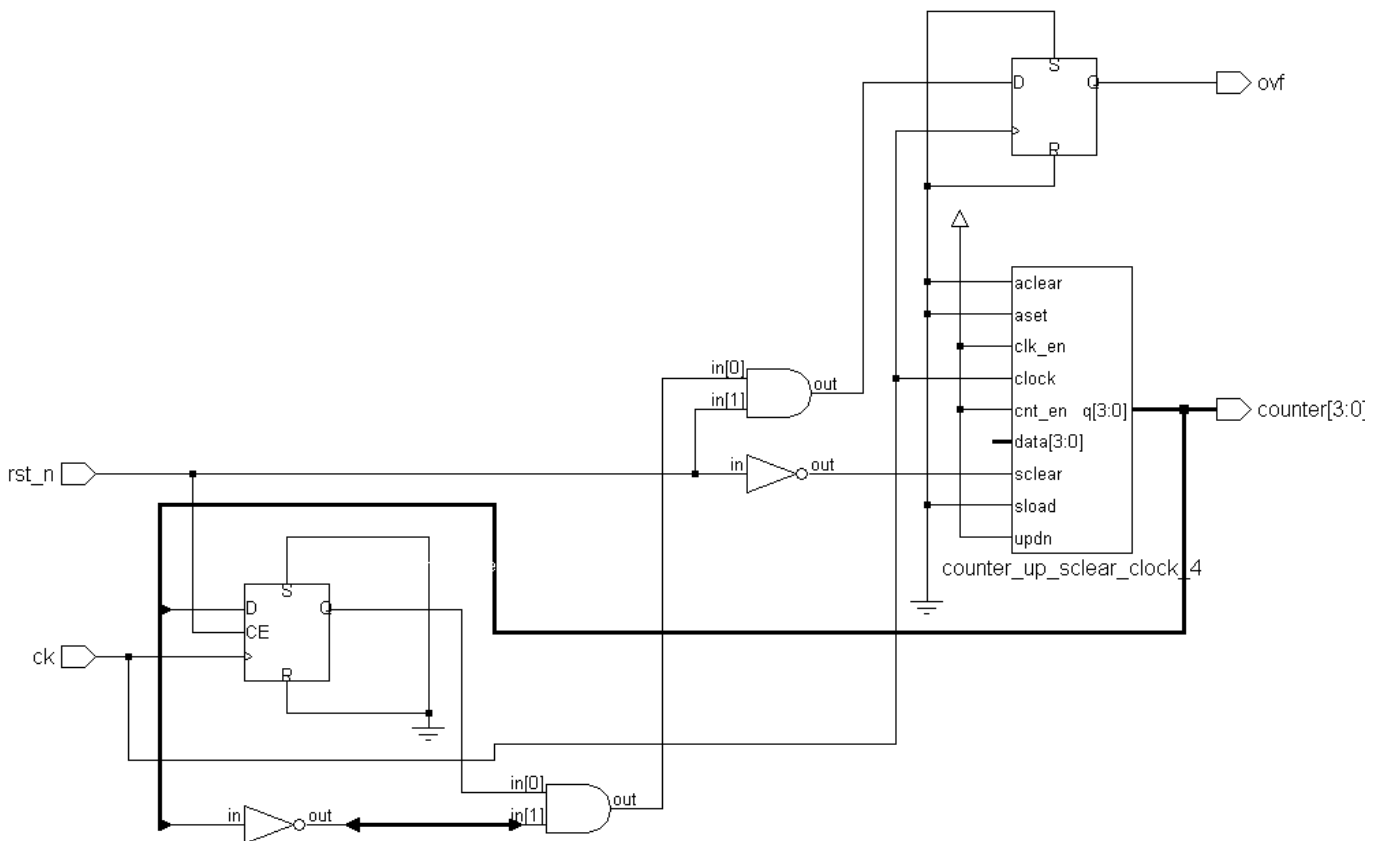 S
D
Q
ovf
R
aclear
aset
clk_en
in[0]
out
clock
in[1]
cnt_en
q[3:0]
counter[3:0]
data[3:0]
rst_n
in
out
sclear
sload
updn
counter_up_sclear_clock_4
S
D
Q
CE
ck
R
in[0]
out
in
out
in[1]